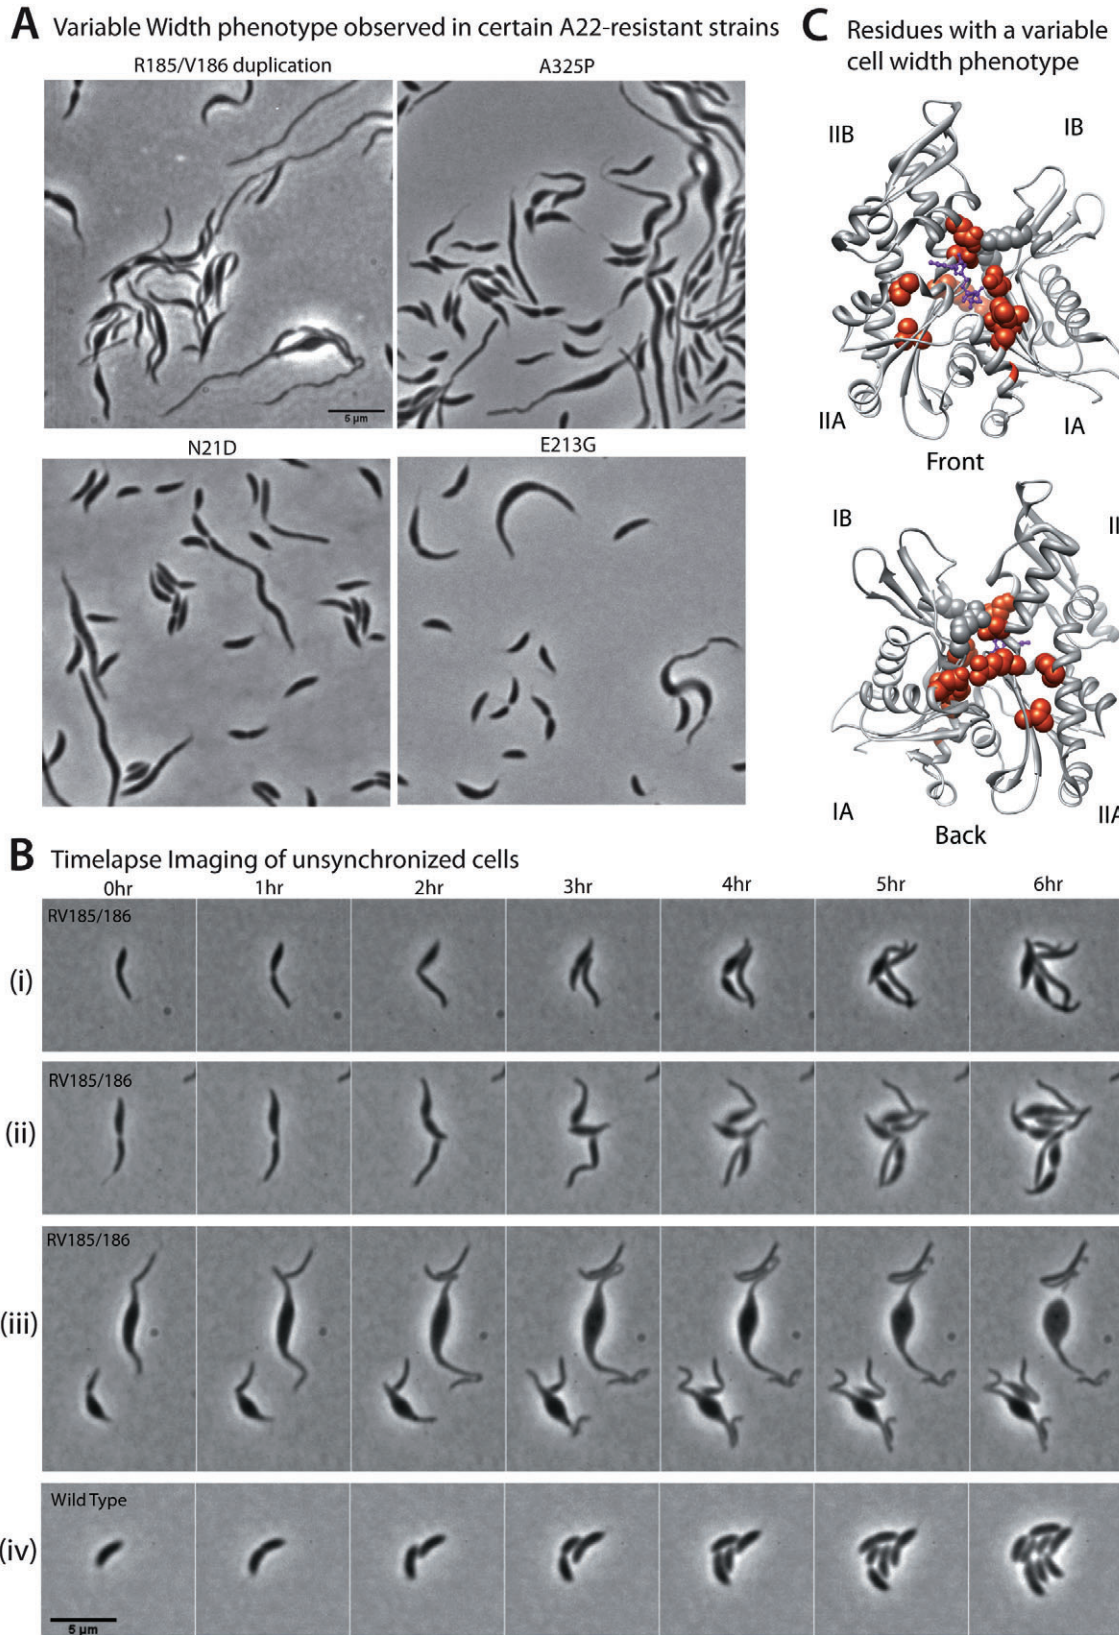 A Variable Width phenotype observed in certain A22-resistant strains
R185/V186 duplication
A325P
5 µm
N21D
E213G
C Residues with a variable
cell width phenotype
IIB
IB
IIA
IA
Front
IB
II
IA
IIA
Back
B Timelapse Imaging of unsynchronized cells
0hr 1hr 2hr 3hr 4hr 5hr 6hr
RV185/186
(i)
RV185/186
(ii)
RV185/186
(iii)
Wild Type
(iv)
5 µm